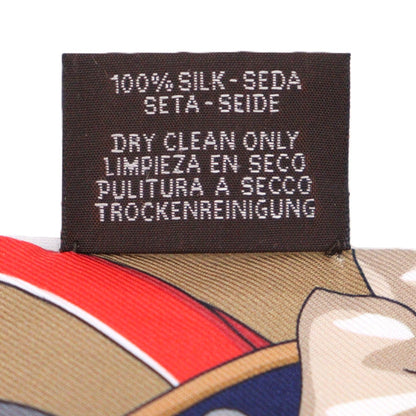 100% SILK - SEDA
SETA - SEIDE
DRY CLEAN ONLY
LIMPIEZA EN SECO
PULITURA A SECCO
TROCKENREINIGUNG